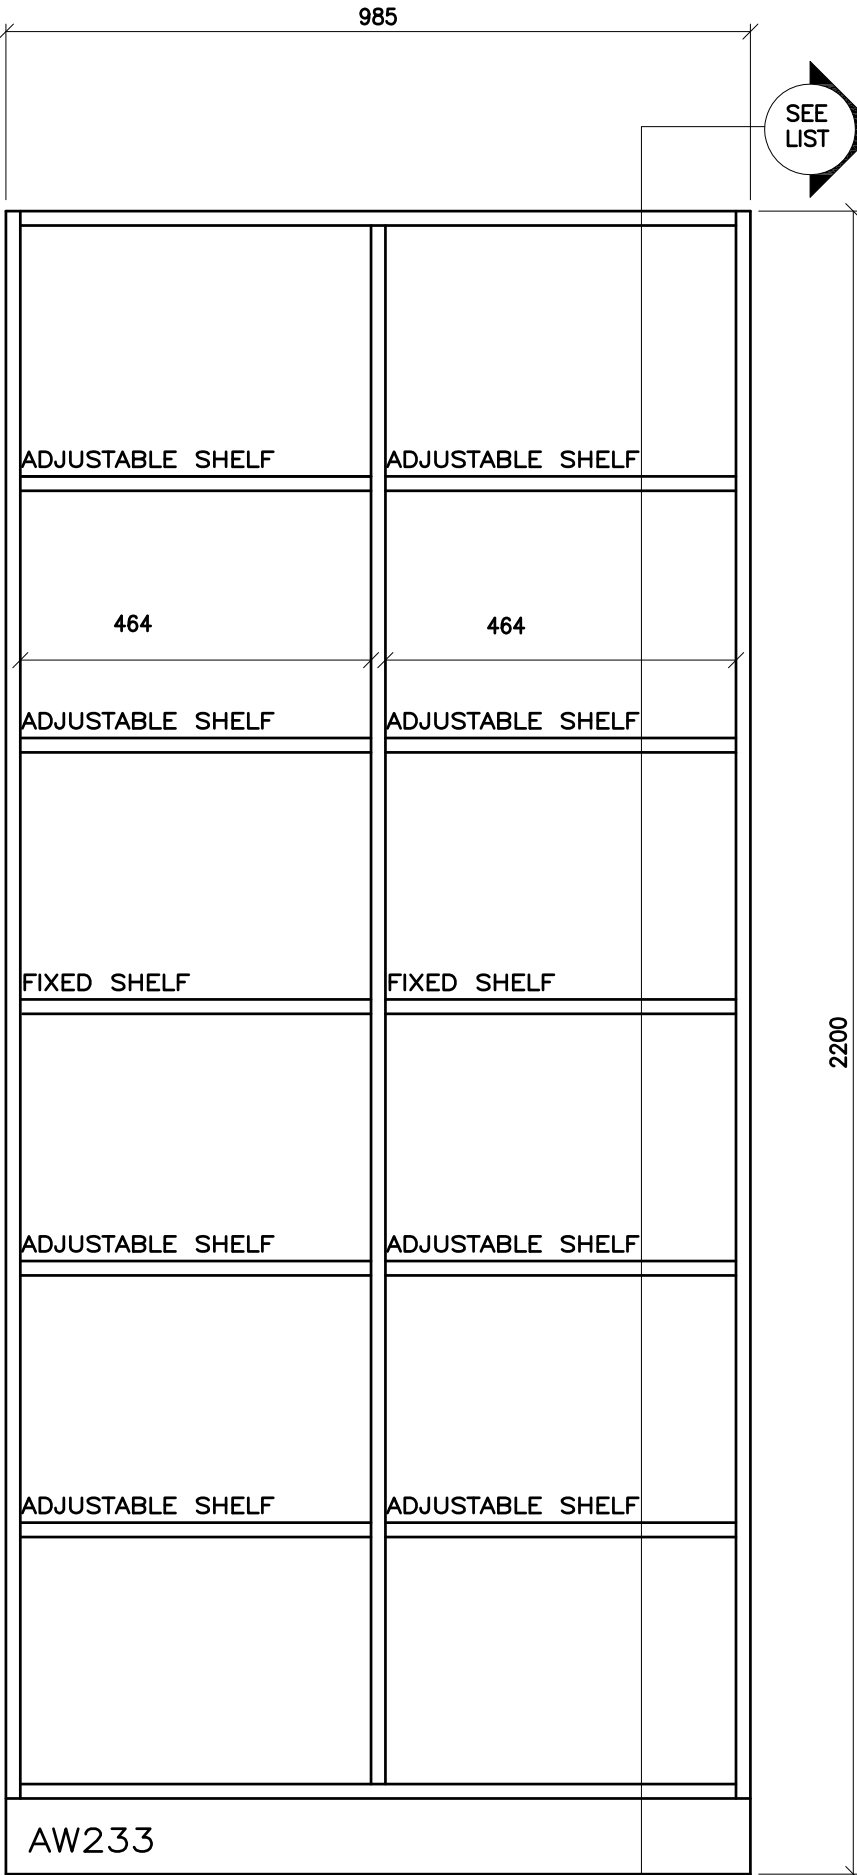 985
SEE
LIST
ADJUSTABLE SHELF ADJUSTABLE SHELF
464 464
ADJUSTABLE SHELF ADJUSTABLE SHELF
FIXED SHELF FIXED SHELF
2200
ADJUSTABLE SHELF ADJUSTABLE SHELF
ADJUSTABLE SHELF ADJUSTABLE SHELF
AW233